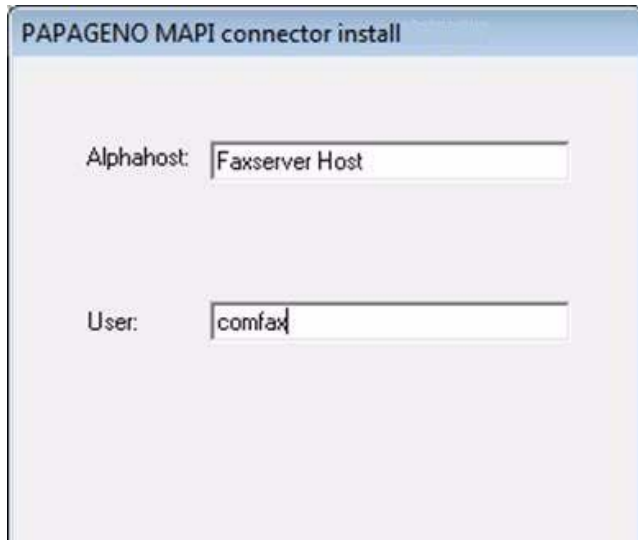 PAPAGENO MAPI connector install
Alphahost: Faxserver Host
User: comfax